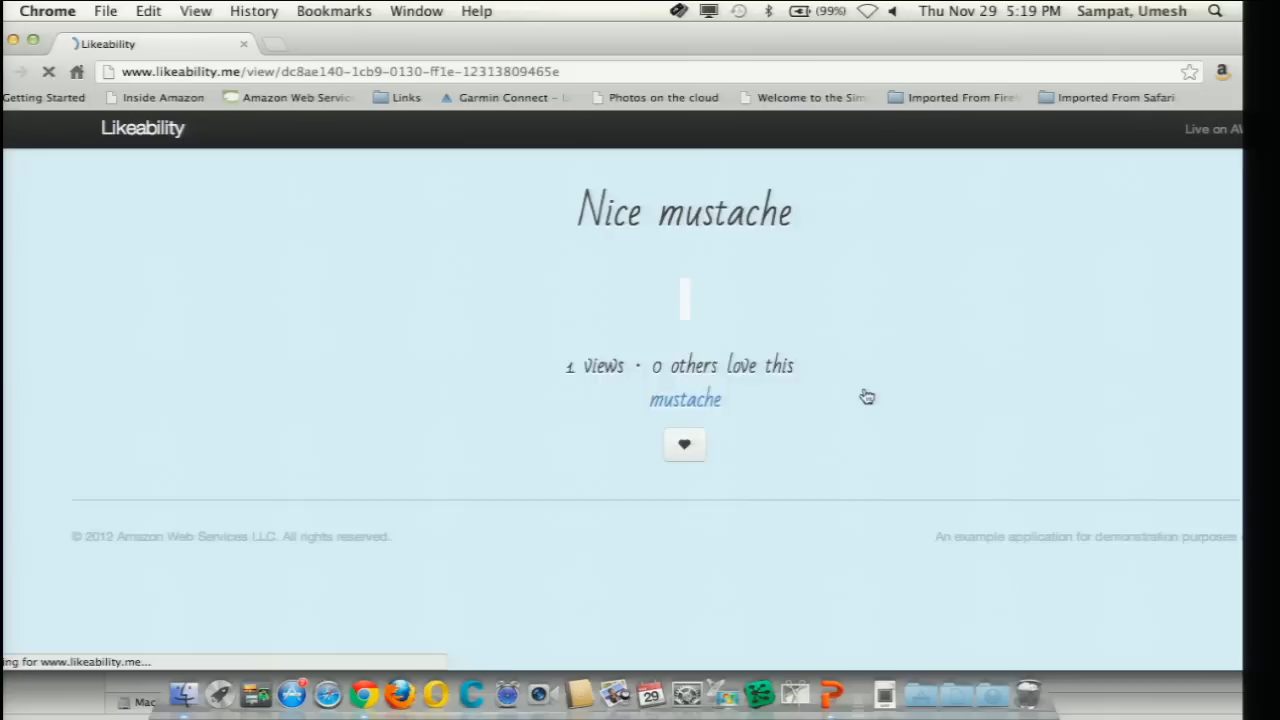 Chrome File Edit View History Bookmarks Window Help (99%) Thu Nov 29 5:19 PM Sampat, Umesh
Likeability
www.likeability.me/view/dc8ae140-1cb9-0130-ff1e-12313809465e
Getting Started Inside Amazon Amazon Web Servic Links Garmin Connect – Photos on the cloud Welcome to the Sim Imported From Fire Imported From Safari
Likeability Live on AW
Nice mustache
1 views · 0 others love this
mustache
© 2012 Amazon Web Services LLC. All rights reserved. An example application for demonstration purposes
ing for www.likeability.me...
Mac 29